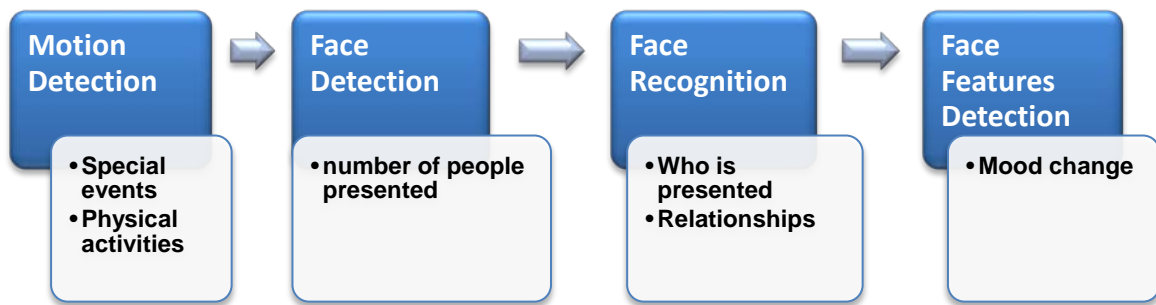 Motion
Detection
• Special
events
• Physical
activities
Face
Detection
• number of people
presented
Face
Recognition
• Who is
presented
• Relationships
Face
Features
Detection
• Mood change